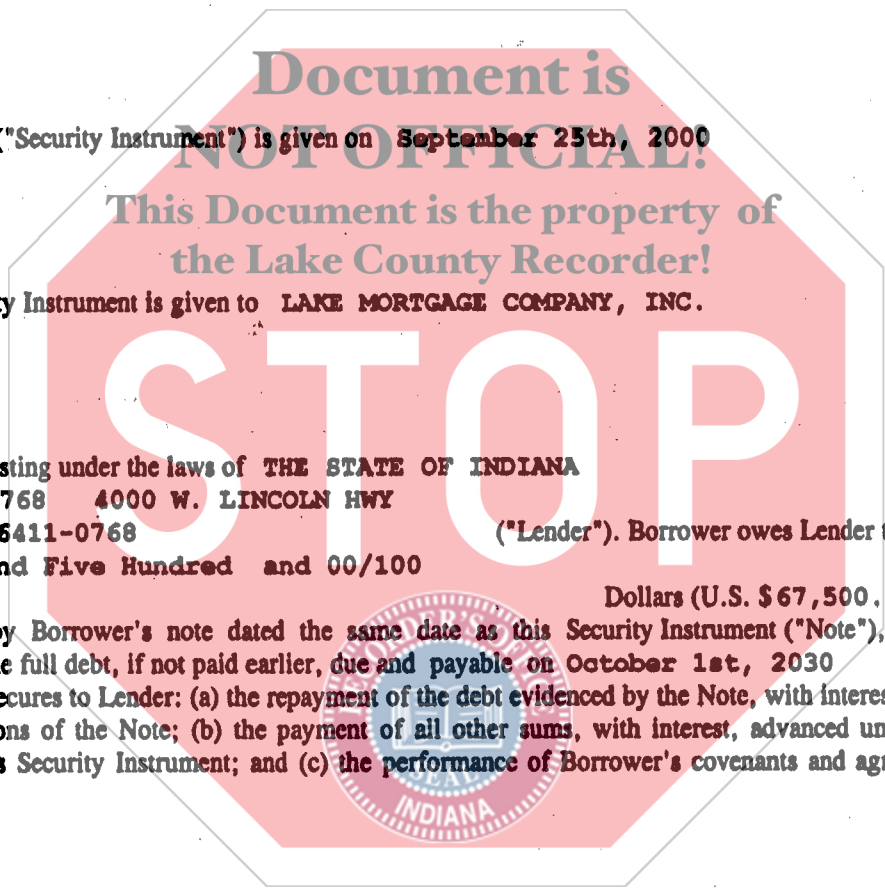 Document is
("Security Instrument") is given on September 25th, 2000
NOT OFFICIAL!
This Document is the property of
the Lake County Recorder!
ty Instrument is given to LAKE MORTGAGE COMPANY, INC.
STOP
sting under the laws of THE STATE OF INDIANA
768 4000 W. LINCOLN HWY
6411-0768 ("Lender"). Borrower owes Lender t
nd Five Hundred and 00/100
Dollars (U.S. $67,500.
by Borrower's note dated the same date as this Security Instrument ("Note"),
e full debt, if not paid earlier, due and payable on October 1st, 2030
ecures to Lender: (a) the repayment of the debt evidenced by the Note, with interes
ons of the Note; (b) the payment of all other sums, with interest, advanced un
s Security Instrument; and (c) the performance of Borrower's covenants and agr
RECORDER'S OFFICE
SEAL
INDIANA